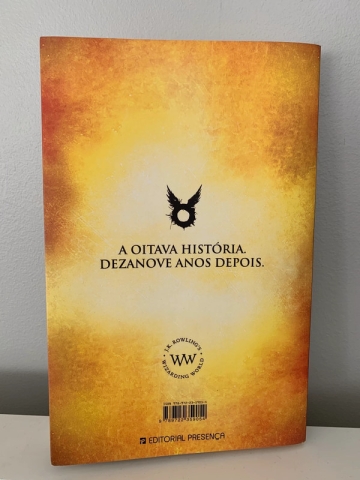 A OITAVA HISTÓRIA.
DEZANOVE ANOS DEPOIS.
J.K. ROWLING'S
WW
WIZARDING WORLD
EDITORIAL PRESENÇA